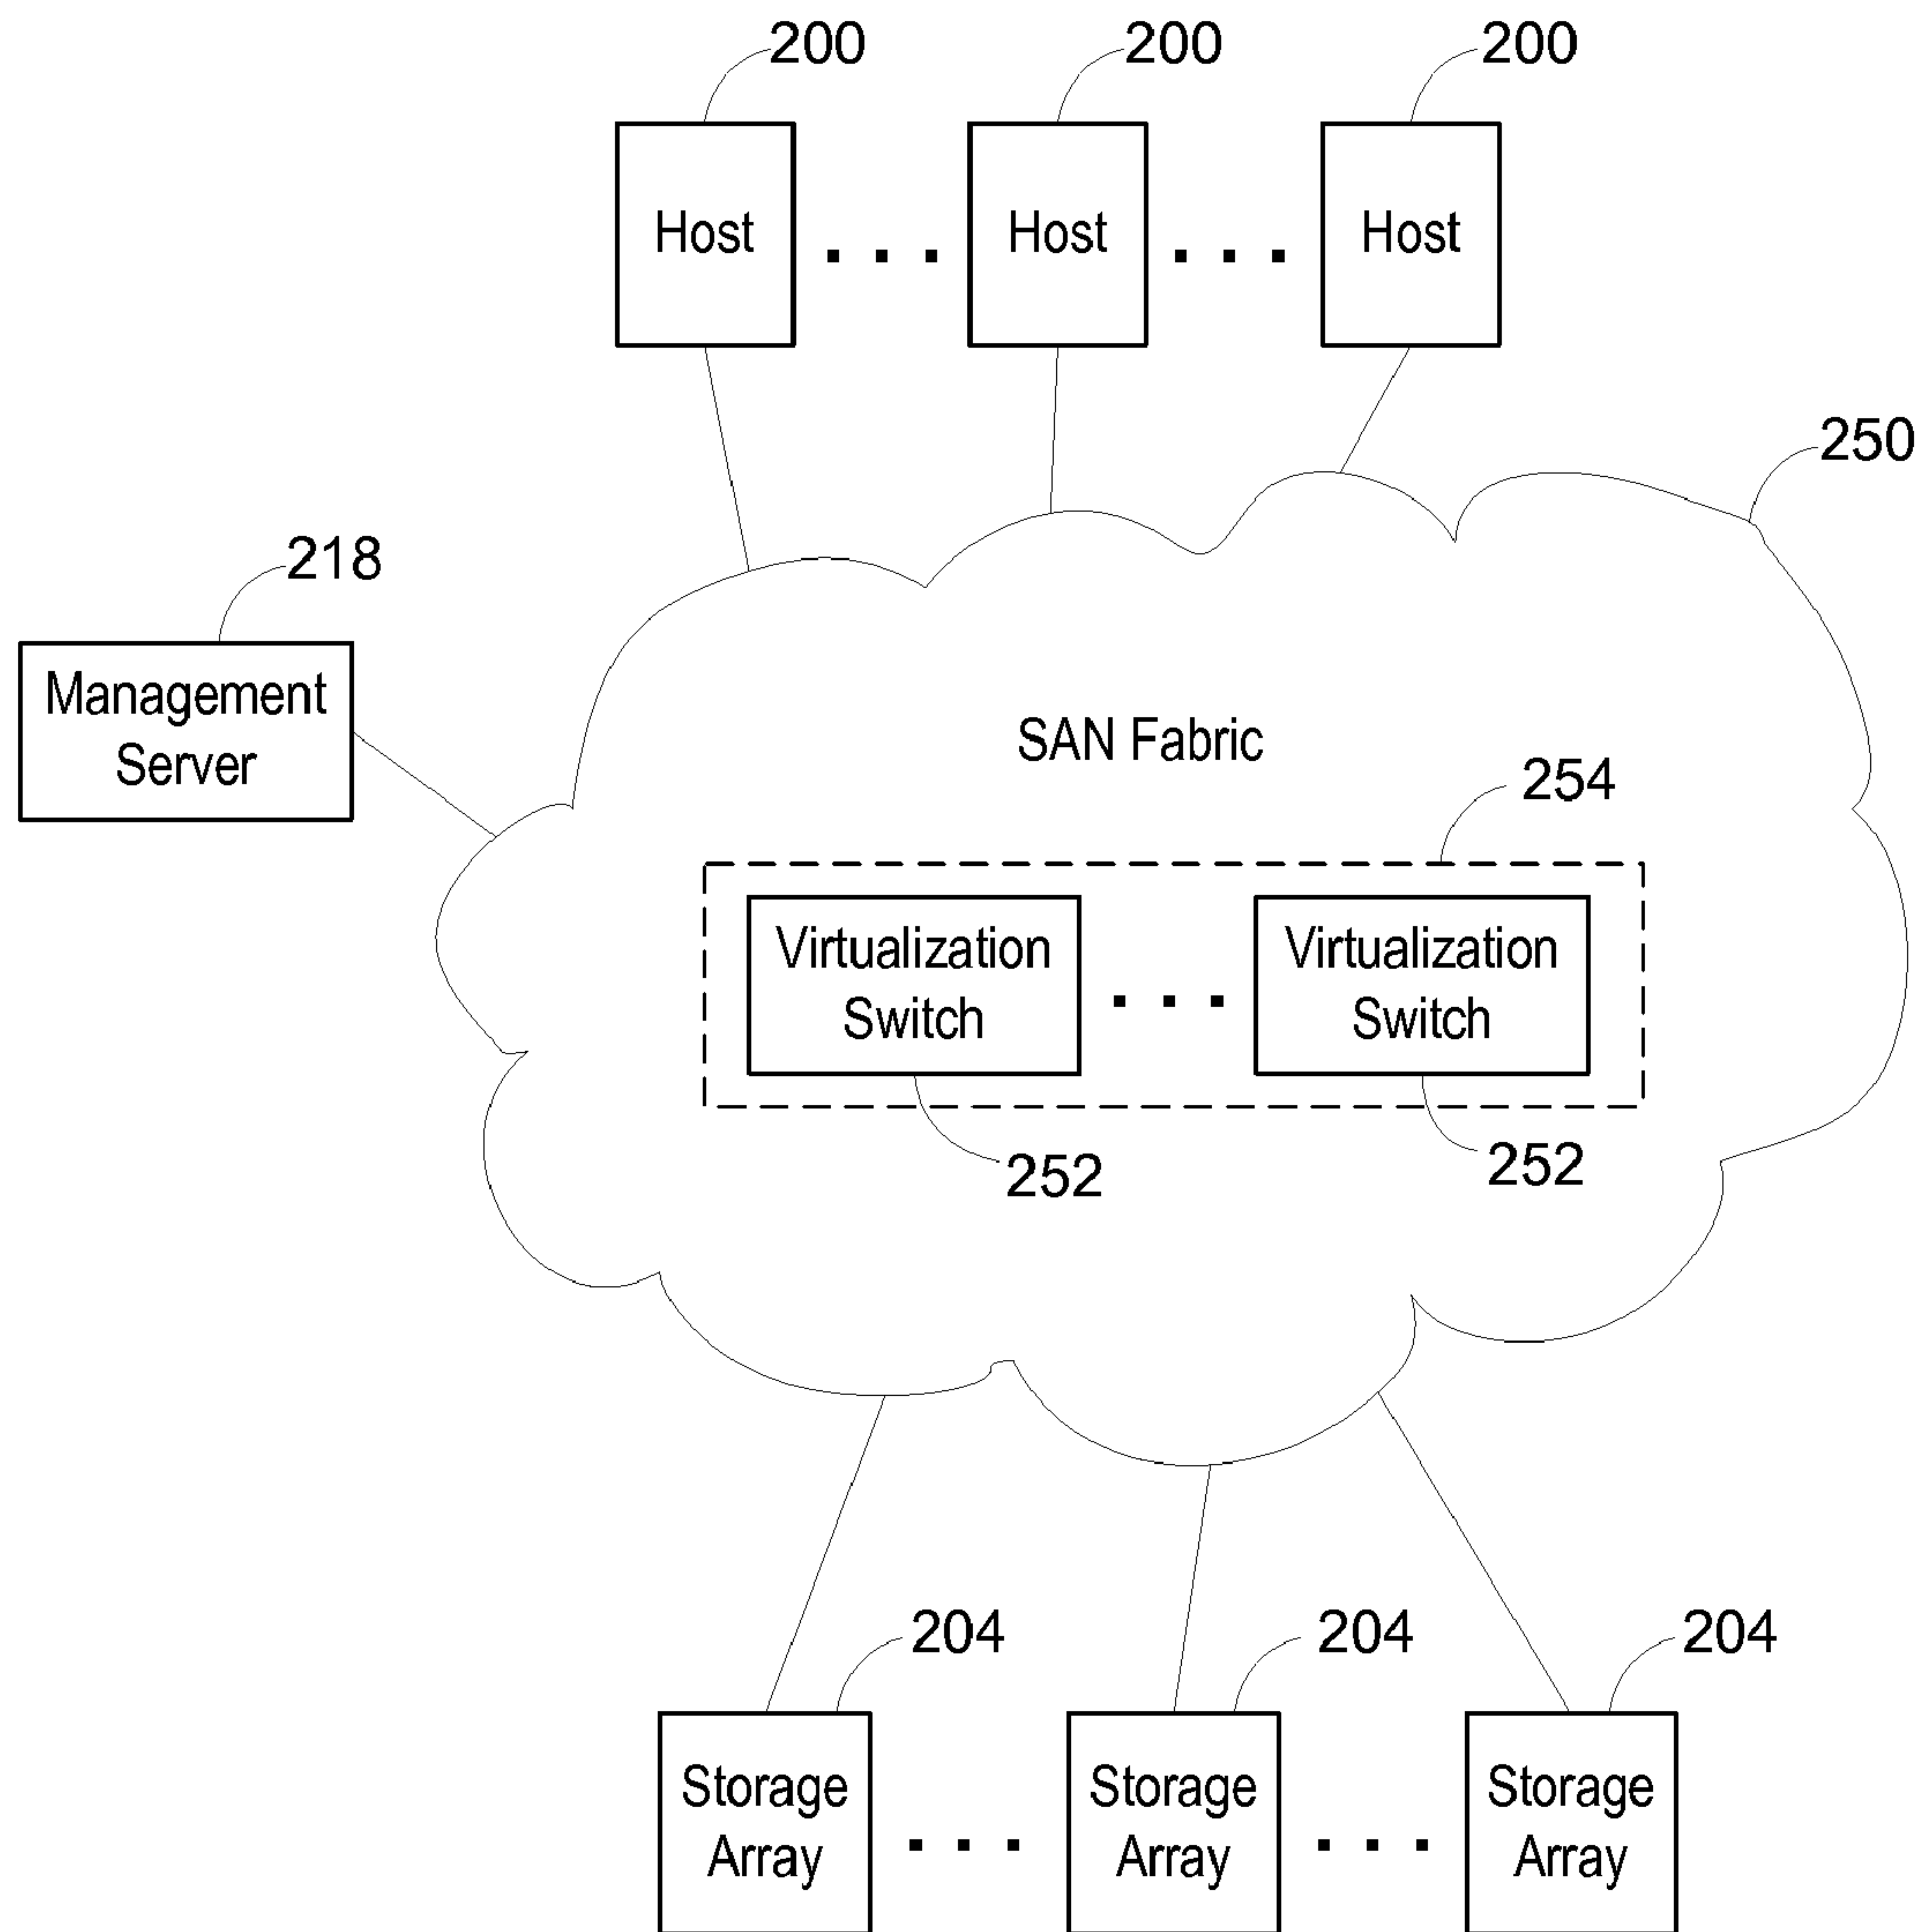 200 200 200
Host . . . Host . . . Host
250
218
Management
Server
SAN Fabric
254
Virtualization
Switch
. . .
Virtualization
Switch
252 252
204 204 204
Storage
Array
. . .
Storage
Array
. . .
Storage
Array